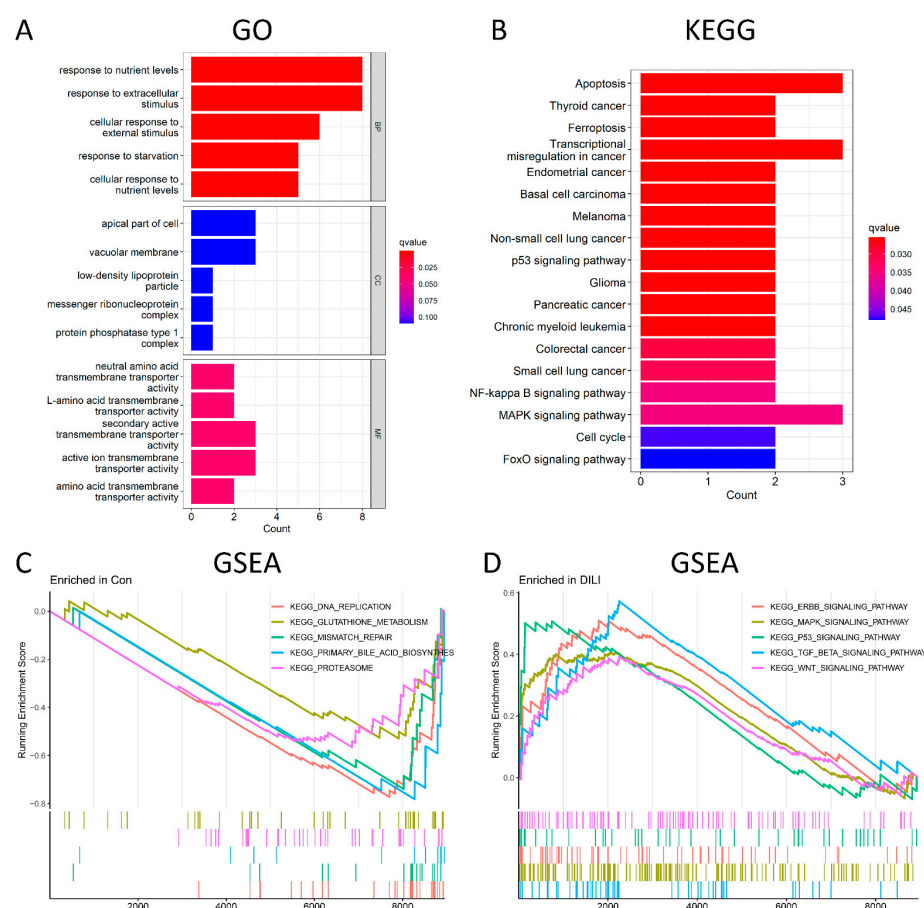 A
GO
response to nutrient levels
response to extracellular
stimulus
cellular response to
external stimulus
response to starvation
cellular response to
nutrient levels
BP
apical part of cell
vacuolar membrane
low-density lipoprotein
particle
messenger ribonucleoprotein
complex
protein phosphatase type 1
complex
CC
neutral amino acid
transmembrane transporter
activity
L-amino acid transmembrane
transporter activity
secondary active
transmembrane transporter
activity
active ion transmembrane
transporter activity
amino acid transmembrane
transporter activity
MF
0 2 4 6 8
Count
qvalue
0.025
0.050
0.075
0.100
B
KEGG
Apoptosis
Thyroid cancer
Ferroptosis
Transcriptional
misregulation in cancer
Endometrial cancer
Basal cell carcinoma
Melanoma
Non-small cell lung cancer
p53 signaling pathway
Glioma
Pancreatic cancer
Chronic myeloid leukemia
Colorectal cancer
Small cell lung cancer
NF-kappa B signaling pathway
MAPK signaling pathway
Cell cycle
FoxO signaling pathway
0 1 2 3
Count
qvalue
0.030
0.035
0.040
0.045
C
GSEA
Enriched in Con
Running Enrichment Score
0.0
-0.2
-0.4
-0.6
-0.8
KEGG_DNA_REPLICATION
KEGG_GLUTATHIONE_METABOLISM
KEGG_MISMATCH_REPAIR
KEGG_PRIMARY_BILE_ACID_BIOSYNTHES
KEGG_PROTEASOME
2000 4000 6000 8000
D
GSEA
Enriched in DILI
Running Enrichment Score
0.6
0.4
0.2
0.0
KEGG_ERBB_SIGNALING_PATHWAY
KEGG_MAPK_SIGNALING_PATHWAY
KEGG_P53_SIGNALING_PATHWAY
KEGG_TGF_BETA_SIGNALING_PATHWAY
KEGG_WNT_SIGNALING_PATHWAY
2000 4000 6000 8000